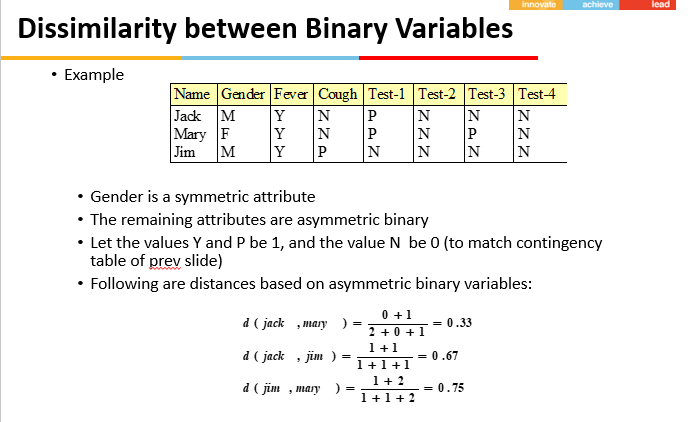 innovate achieve lead
Dissimilarity between Binary Variables
• Example
Name Gender Fever Cough Test-1 Test-2 Test-3 Test-4
Jack M Y N P N N N
Mary F Y N P N P N
Jim M Y P N N N N
• Gender is a symmetric attribute
• The remaining attributes are asymmetric binary
• Let the values Y and P be 1, and the value N be 0 (to match contingency
table of prev slide)
• Following are distances based on asymmetric binary variables:
d ( jack , mary ) = 0 + 1 / 2 + 0 + 1 = 0.33
d ( jack , jim ) = 1 + 1 / 1 + 1 + 1 = 0.67
d ( jim , mary ) = 1 + 2 / 1 + 1 + 2 = 0.75